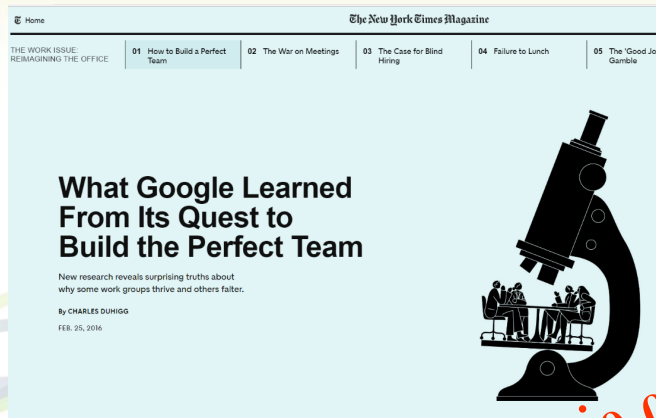 Home
The New York Times Magazine
THE WORK ISSUE:
REIMAGINING THE OFFICE
01 How to Build a Perfect
Team
02 The War on Meetings
03 The Case for Blind
Hiring
04 Failure to Lunch
05 The 'Good Jo
Gamble
What Google Learned
From Its Quest to
Build the Perfect Team
New research reveals surprising truths about
why some work groups thrive and others falter.
By CHARLES DUHIGG
FEB. 25, 2016